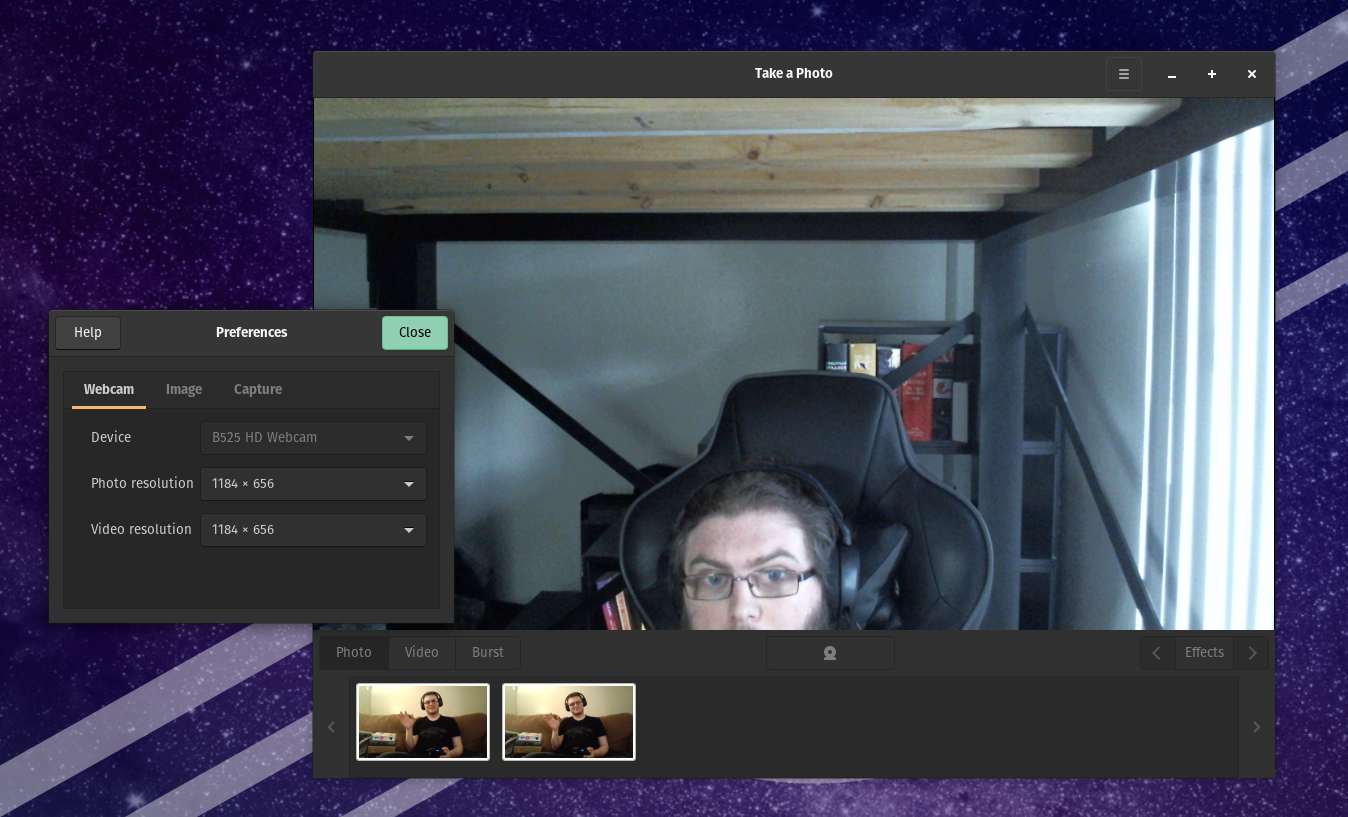 Take a Photo
Help
Preferences
Close
Webcam
Image
Capture
Device
B525 HD Webcam
Photo resolution
1184 × 656
Video resolution
1184 × 656
Photo
Video
Burst
Effects